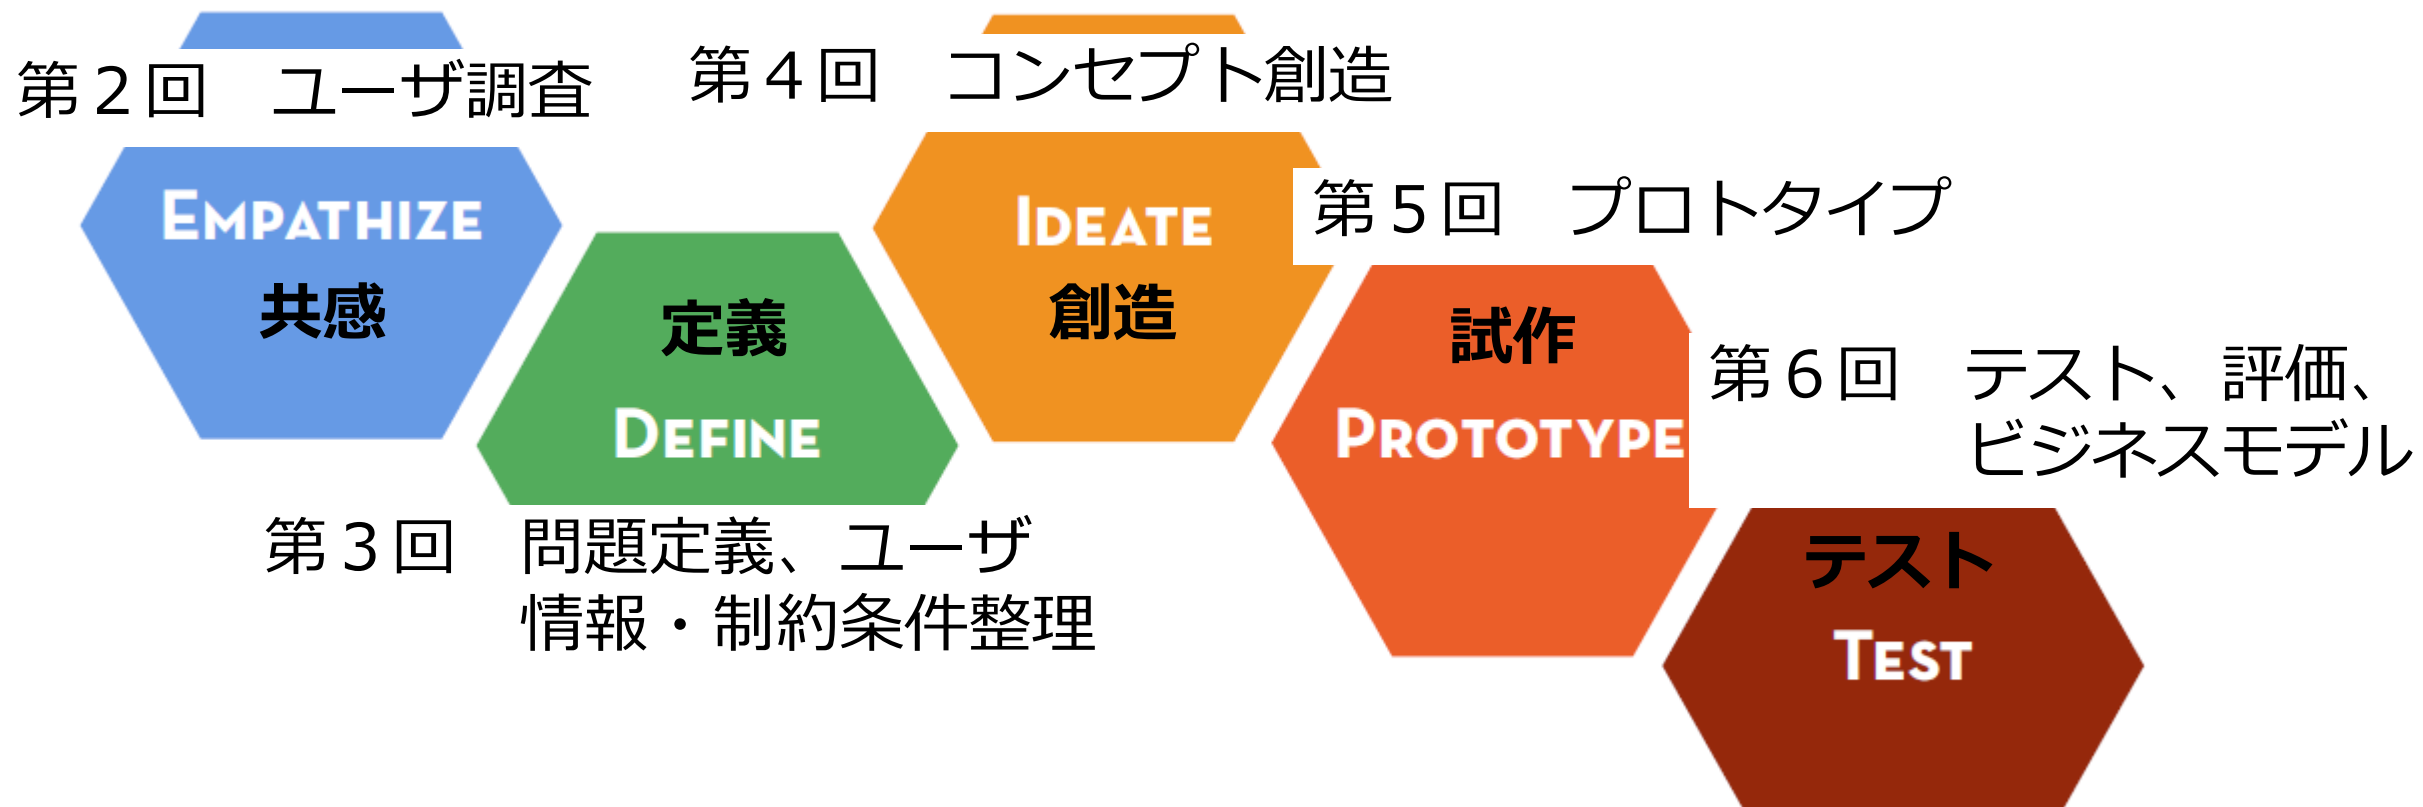 第２回　ユーザ調査
EMPATHIZE
共感
定義
DEFINE
第３回　問題定義、ユーザ
情報・制約条件整理
第４回　コンセプト創造
IDEATE
創造
第５回　プロトタイプ
試作
PROTOTYPE
第６回　テスト、評価、
ビジネスモデル
テスト
TEST